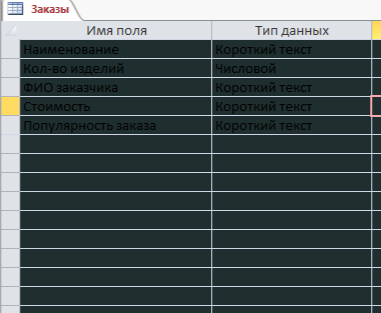 Заказы
Имя поля Тип данных
Наименование Короткий текст
Кол-во изделий Числовой
ФИО заказчика Короткий текст
Стоимость Короткий текст
Популярность заказа Короткий текст